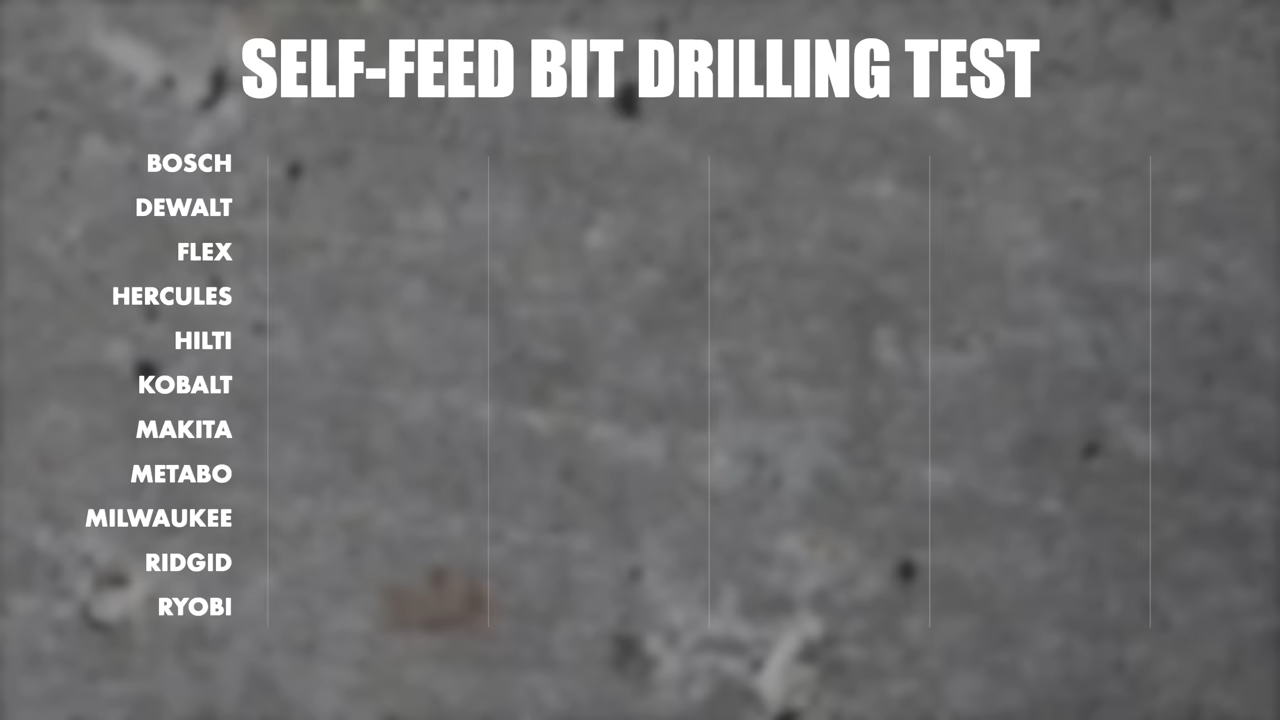 SELF-FEED BIT DRILLING TEST
BOSCH
DEWALT
FLEX
HERCULES
HILTI
KOBALT
MAKITA
METABO
MILWAUKEE
RIDGID
RYOBI